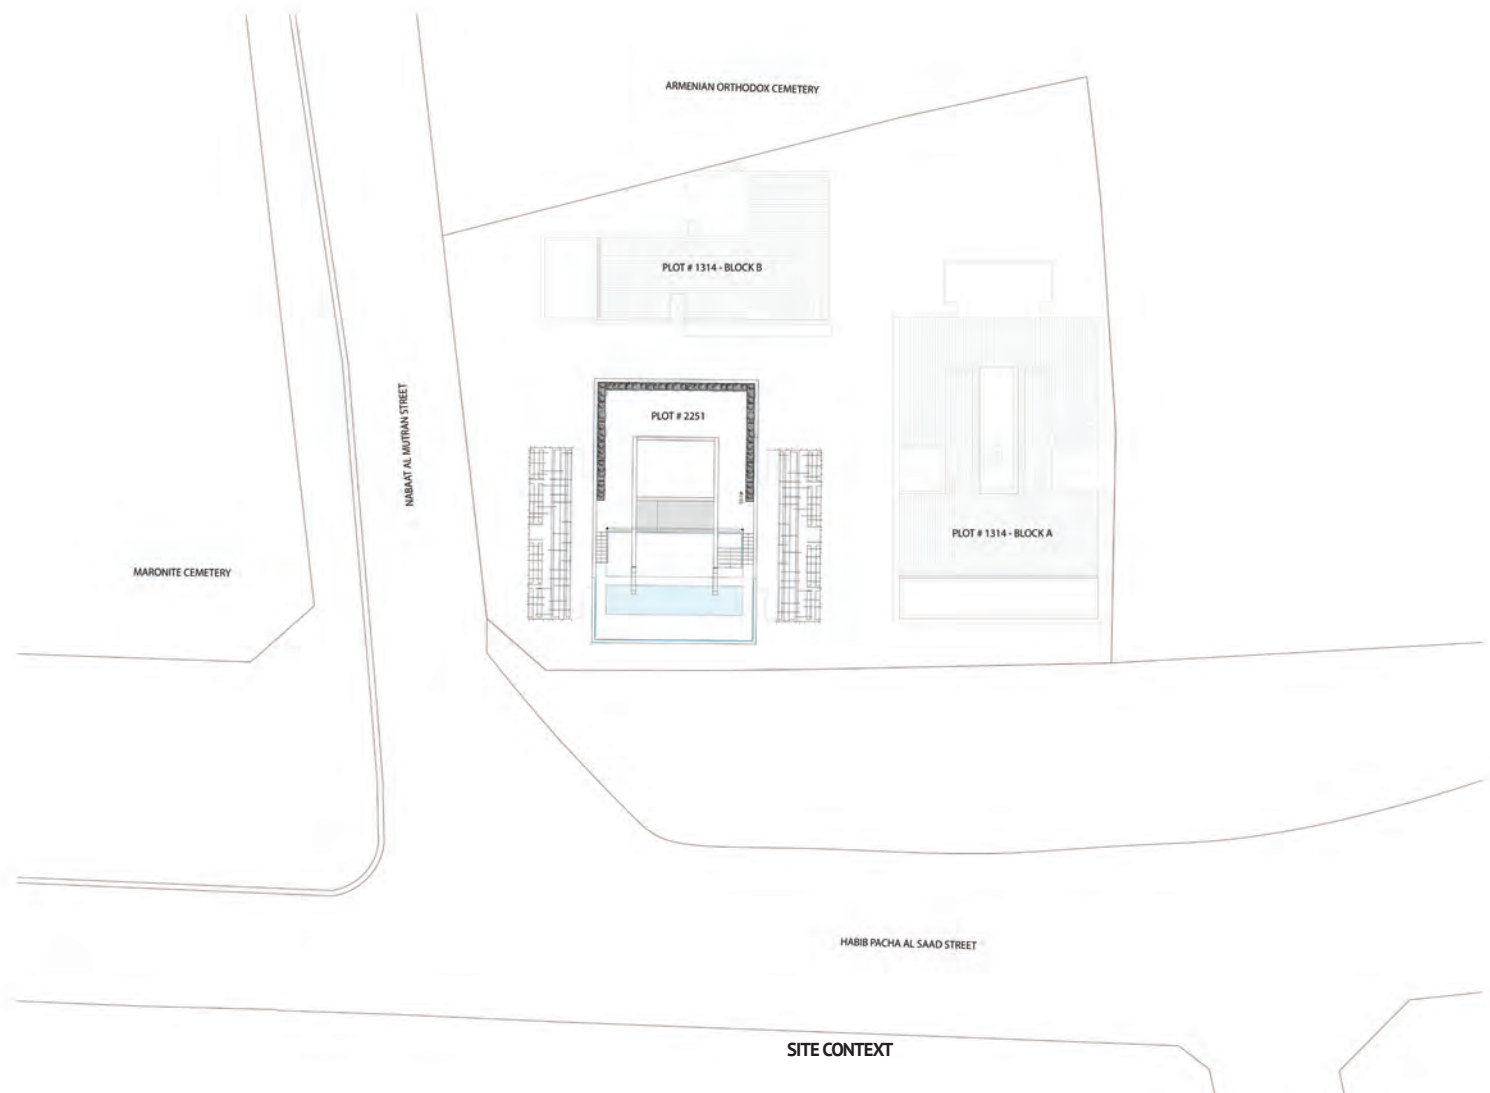 ARMENIAN ORTHODOX CEMETERY
PLOT # 1314 - BLOCK B
NABAAT AL MUTRAN STREET
PLOT # 2251
PLOT # 1314 - BLOCK A
MARONITE CEMETERY
HABIB PACHA AL SAAD STREET
SITE CONTEXT